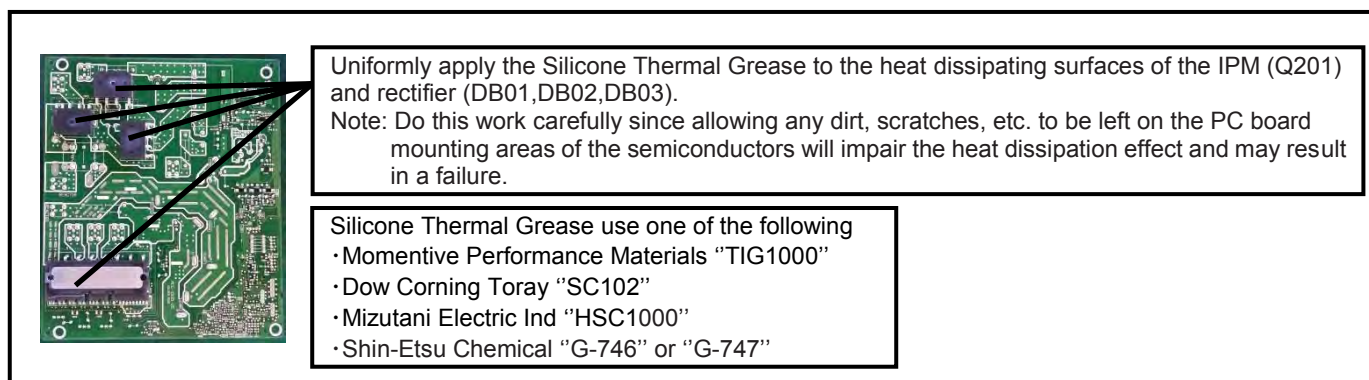 Uniformly apply the Silicone Thermal Grease to the heat dissipating surfaces of the IPM (Q201)
and rectifier (DB01,DB02,DB03).
Note: Do this work carefully since allowing any dirt, scratches, etc. to be left on the PC board
mounting areas of the semiconductors will impair the heat dissipation effect and may result
in a failure.
Silicone Thermal Grease use one of the following
・Momentive Performance Materials ‘’TIG1000’’
・Dow Corning Toray ‘’SC102’’
・Mizutani Electric Ind ‘’HSC1000’’
・Shin-Etsu Chemical ‘’G-746’’ or ‘’G-747’’